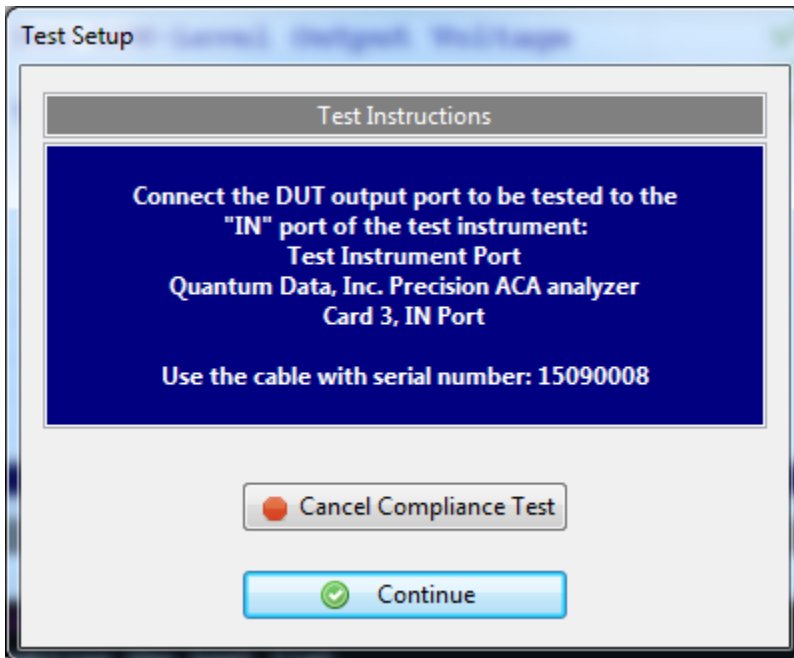 Test Setup
Test Instructions
Connect the DUT output port to be tested to the
"IN" port of the test instrument:
Test Instrument Port
Quantum Data, Inc. Precision ACA analyzer
Card 3, IN Port
Use the cable with serial number: 15090008
Cancel Compliance Test
Continue